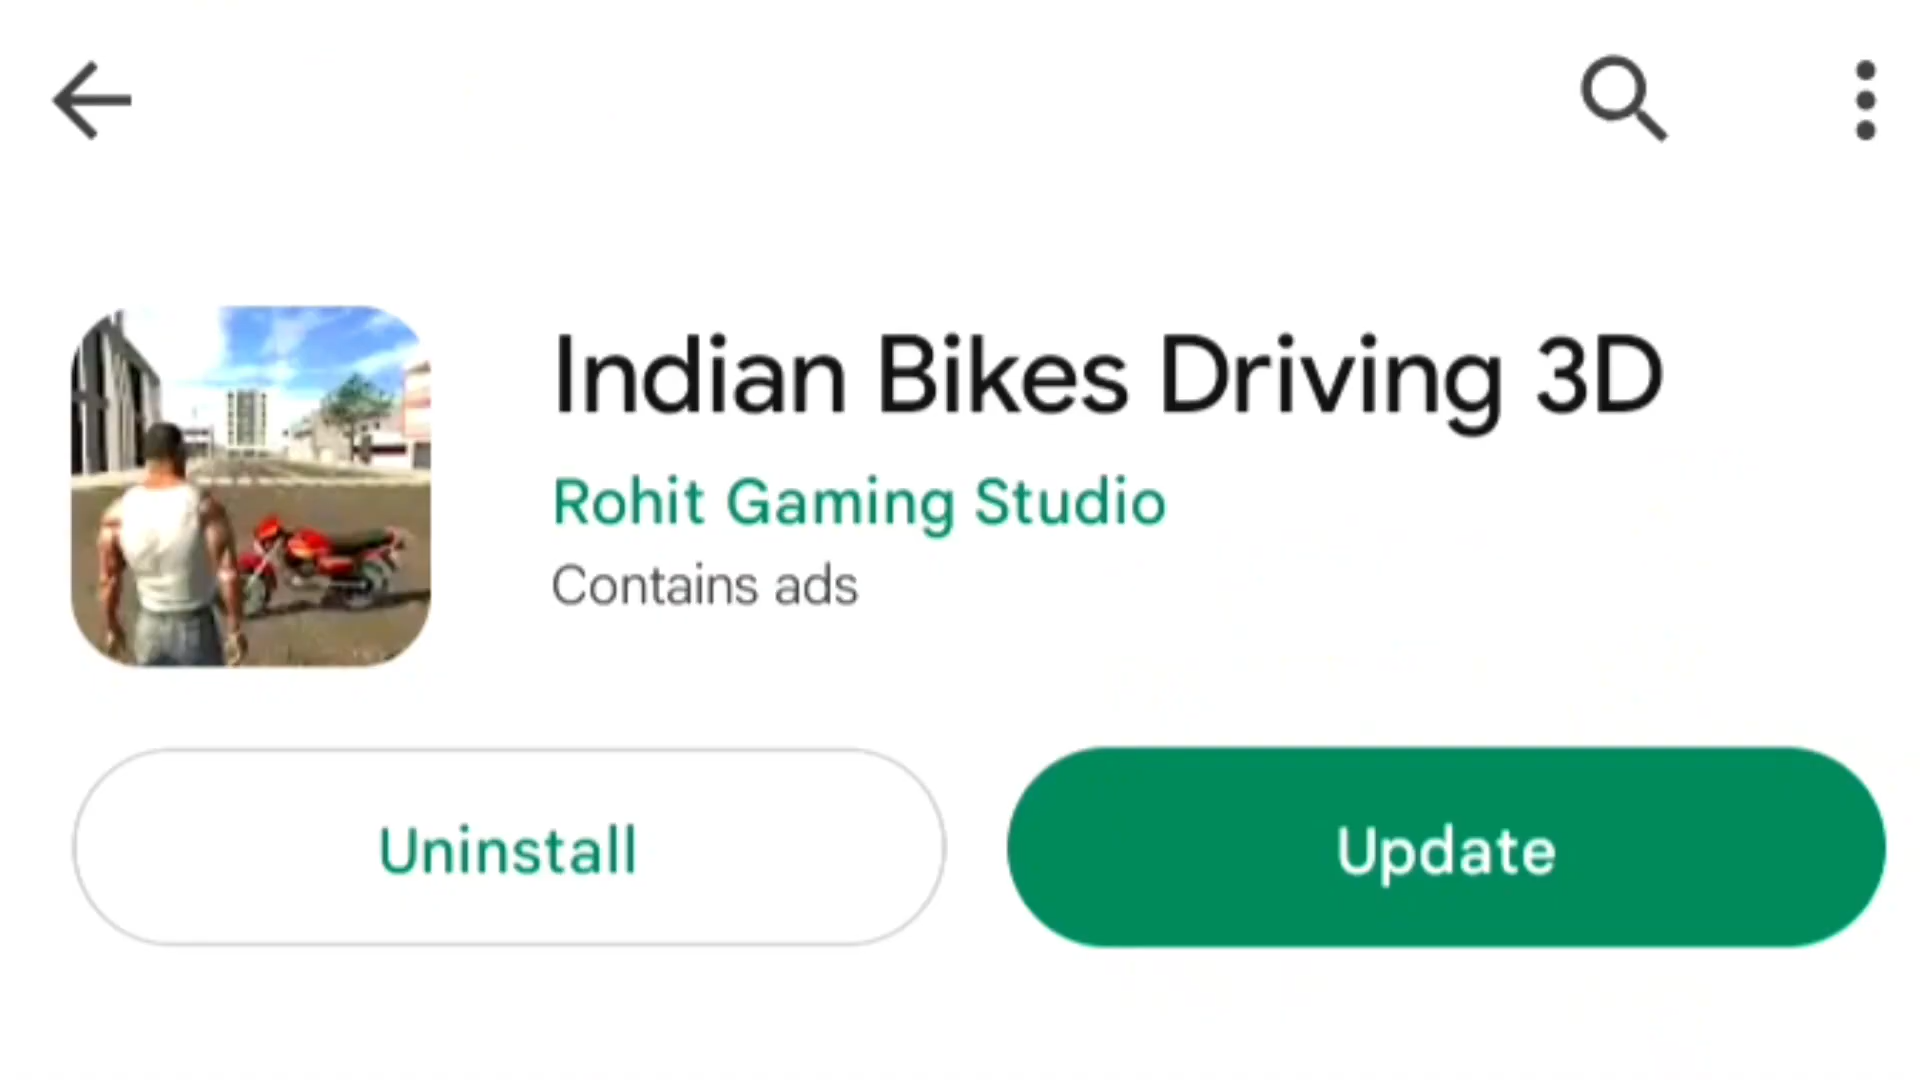 Indian Bikes Driving 3D
Rohit Gaming Studio
Contains ads
Uninstall
Update